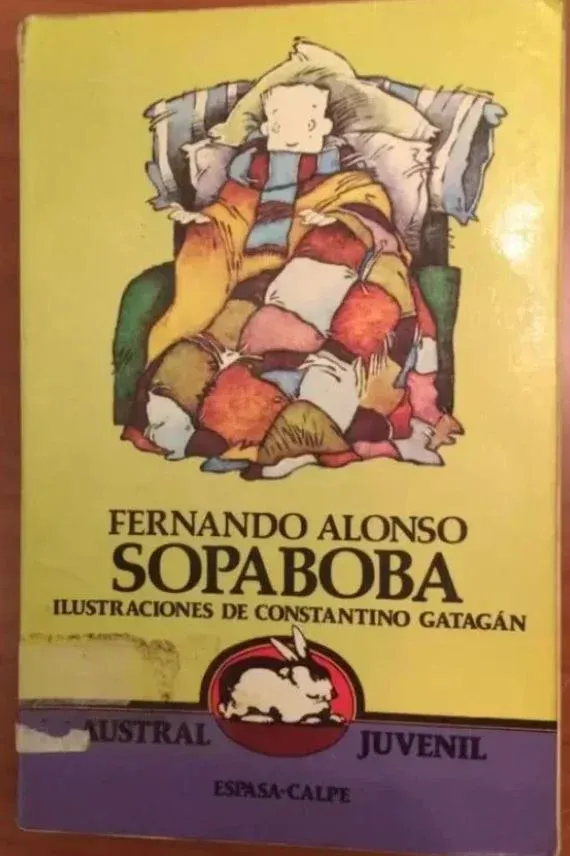 FERNANDO ALONSO
SOPABOBA
ILUSTRACIONES DE CONSTANTINO GATAGÁN
AUSTRAL JUVENIL
ESPASA-CALPE